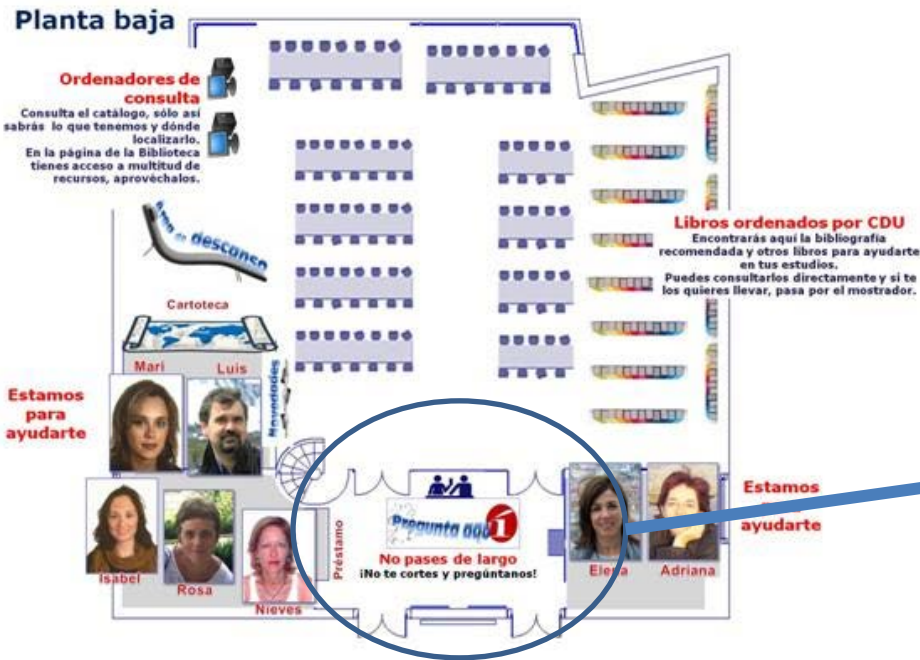 Planta baja
Ordenadores de
consulta
Consulta el catálogo, sólo así
sabrás lo que tenemos y dónde
localizarlo.
En la página de la Biblioteca
tienes acceso a multitud de
recursos, aprovéchalos.
Zona de descanso
Libros ordenados por CDU
Encontrarás aquí la bibliografía
recomendada y otros libros para ayudarte
en tus estudios.
Puedes consultarlos directamente y si te
los quieres llevar, pasa por el mostrador.
Cartoteca
Mari
Luis
Novedades
Estamos
para
ayudarte
Isabel
Rosa
Nieves
Préstamo
Pregunta aquí
No pases de largo
¡No te cortes y pregúntanos!
Elena
Adriana
Estamos
ayudarte